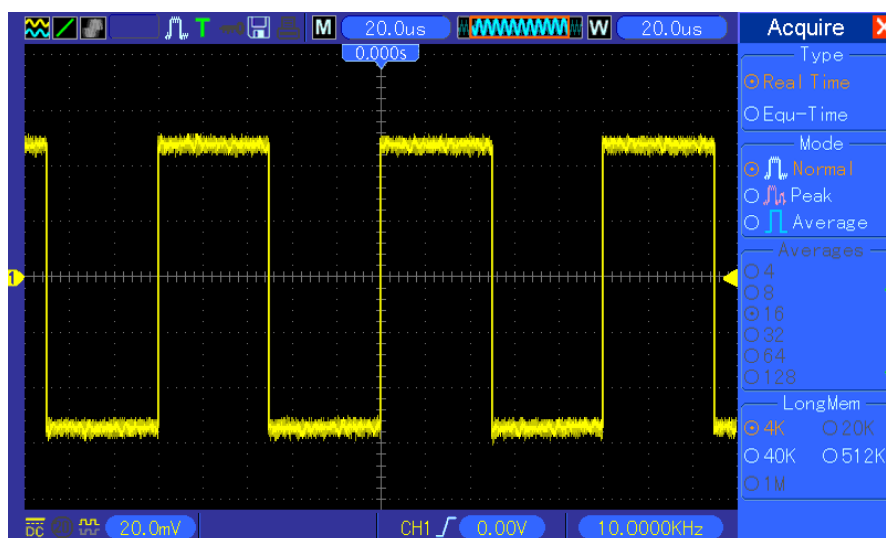 T M 20.0us W 20.0us Acquire
0.000s
Type
Real Time
Equ-Time
Mode
Normal
Peak
Average
Averages
4
8
16
32
64
128
LongMem
4K 20K
40K 512K
1M
1
DC 20.0mV CH1 0.00V 10.0000KHz